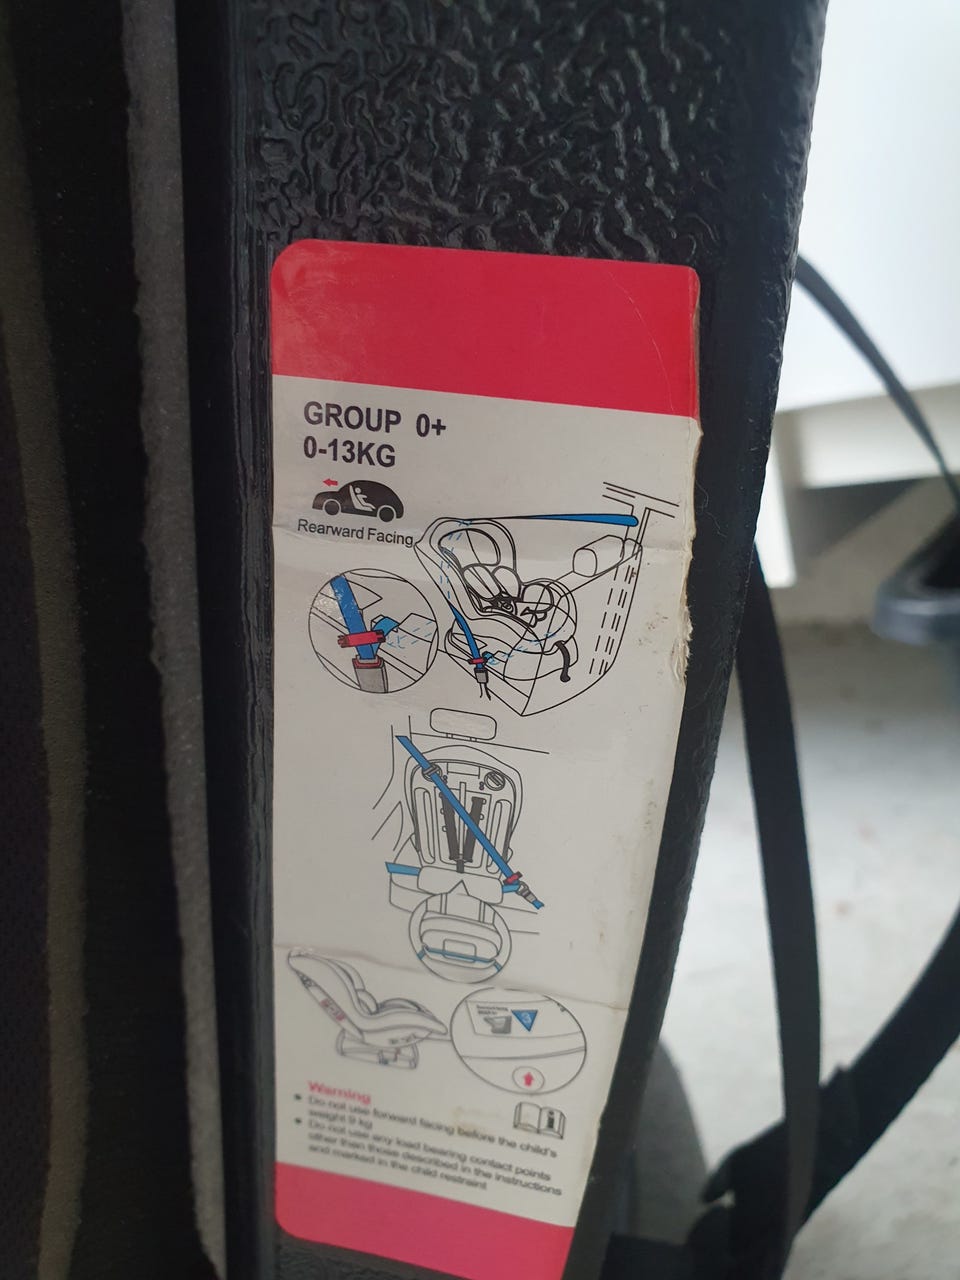 GROUP 0+
0-13KG
Rearward Facing
3
Warning
Do not use forward facing before the child's
weight 9 kg
Do not use any load bearing contact points
other than those described in the instructions
and marked in the child restraint